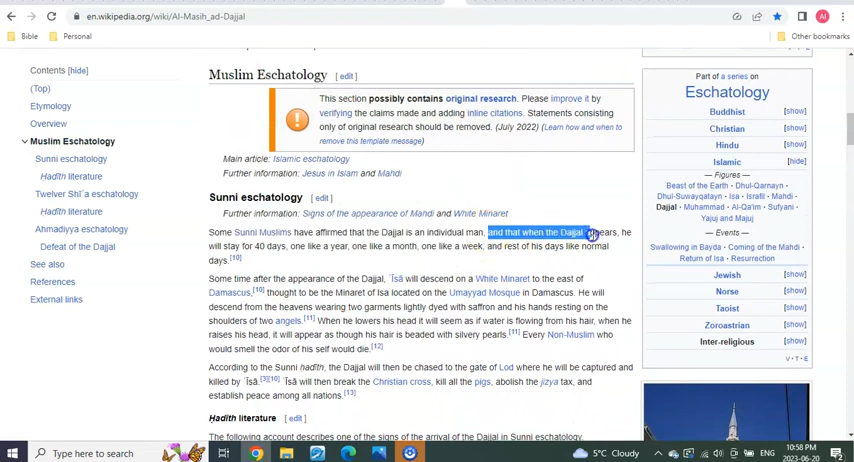 en.wikipedia.org/wiki/Al-Masih_ad-Dajjal
AI
Bible
Personal
Other bookmarks
Contents [hide]
(Top)
Etymology
Overview
Muslim Eschatology
Sunni eschatology
Ḥadīth literature
Twelver Shīʿa eschatology
Ḥadīth literature
Ahmadiyya eschatology
Defeat of the Dajjal
See also
References
External links
Muslim Eschatology [edit]
This section possibly contains original research. Please improve it by
verifying the claims made and adding inline citations. Statements consisting
only of original research should be removed. (July 2022) (Learn how and when to
remove this template message)
Main article: Islamic eschatology
Further information: Jesus in Islam and Mahdi
Sunni eschatology [edit]
Further information: Signs of the appearance of Mahdi and White Minaret
Some Sunni Muslims have affirmed that the Dajjal is an individual man, and that when the Dajjal appears, he
will stay for 40 days, one like a year, one like a month, one like a week, and rest of his days like normal
days.[10]
Some time after the appearance of the Dajjal, ʿĪsā will descend on a White Minaret to the east of
Damascus,[10] thought to be the Minaret of Isa located on the Umayyad Mosque in Damascus. He will
descend from the heavens wearing two garments lightly dyed with saffron and his hands resting on the
shoulders of two angels.[11] When he lowers his head it will seem as if water is flowing from his hair, when he
raises his head, it will appear as though his hair is beaded with silvery pearls.[11] Every Non-Muslim who
would smell the odor of his self would die.[12]
According to the Sunni ḥadīth, the Dajjal will then be chased to the gate of Lod where he will be captured and
killed by ʿĪsā.[3][10] ʿĪsā will then break the Christian cross, kill all the pigs, abolish the jizya tax, and
establish peace among all nations.[13]
Ḥadīth literature [edit]
The following account describes one of the signs of the arrival of the Dajjal in Sunni eschatology.
Part of a series on
Eschatology
Buddhist [show]
Christian [show]
Hindu [show]
Islamic [hide]
— Figures —
Beast of the Earth · Dhul-Qarnayn ·
Dhul-Suwayqatayn · Isa · Israfil · Mahdi ·
Dajjal · Muhammad · Al-Qa'im · Sufyani ·
Yajuj and Majuj
— Events —
Swallowing in Bayda · Coming of the Mahdi ·
Return of Isa · Resurrection
Jewish [show]
Norse [show]
Taoist [show]
Zoroastrian [show]
Inter-religious [show]
V · T · E
Type here to search
5°C Cloudy
ENG
10:58 PM
2023-06-20
2